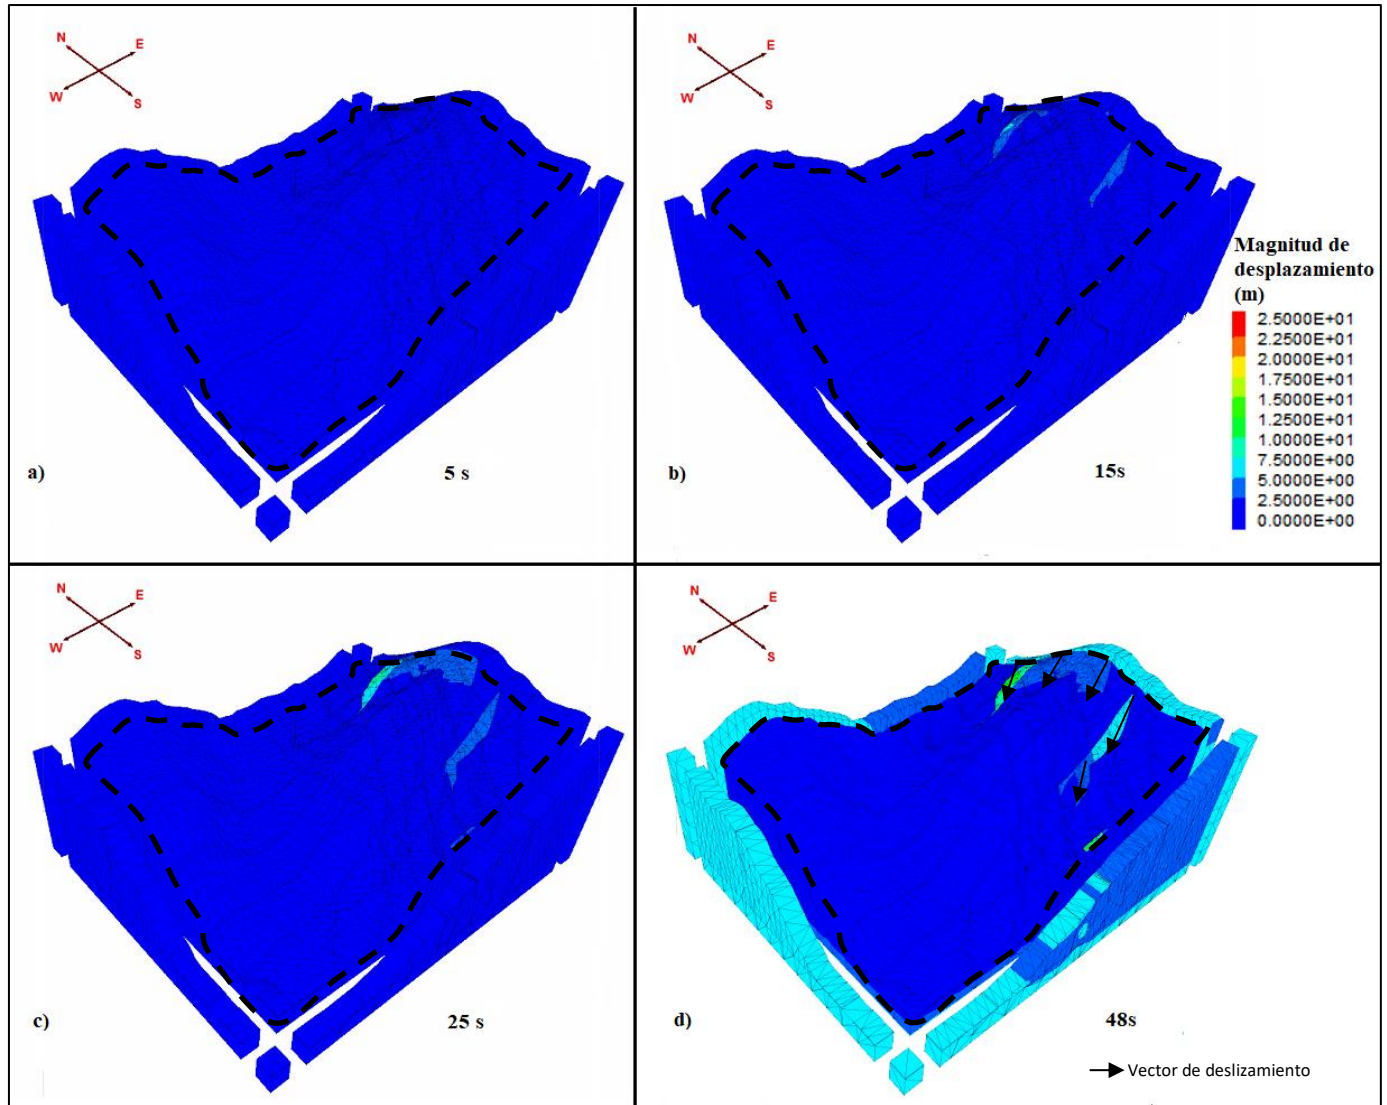 N
E
W
S
a)
5 s
N
E
W
S
b)
15s
Magnitud de
desplazamiento
(m)
2.5000E+01
2.2500E+01
2.0000E+01
1.7500E+01
1.5000E+01
1.2500E+01
1.0000E+01
7.5000E+00
5.0000E+00
2.5000E+00
0.0000E+00
N
E
W
S
c)
25 s
N
E
W
S
d)
48s
Vector de deslizamiento